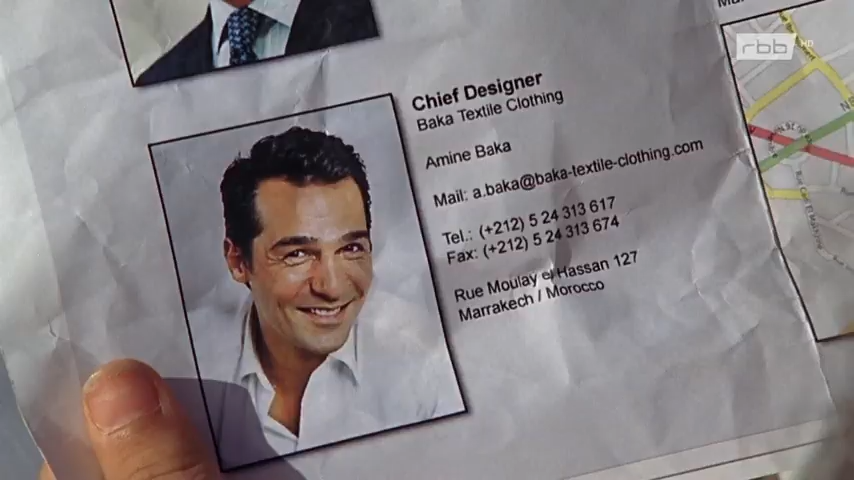 rbb HD
Chief Designer
Baka Textile Clothing
Amine Baka
Mail: a.baka@baka-textile-clothing.com
Tel.: (+212) 5 24 313 617
Fax: (+212) 5 24 313 674
Rue Moulay el Hassan 127
Marrakech / Morocco